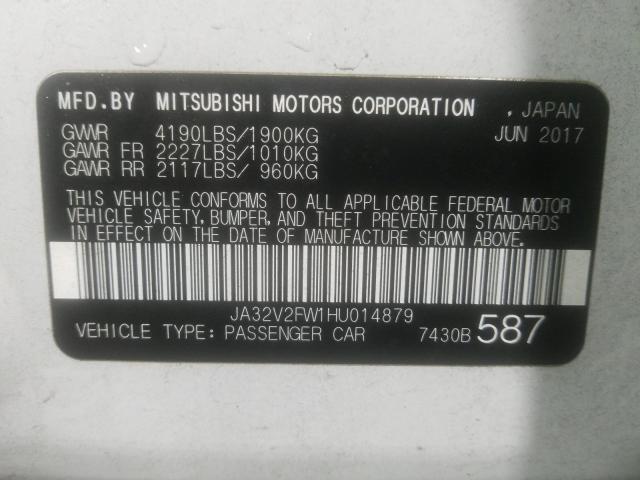 MFD.BY MITSUBISHI MOTORS CORPORATION , JAPAN
GVWR 4190LBS/1900KG JUN 2017
GAWR FR 2227LBS/1010KG
GAWR RR 2117LBS/ 960KG
THIS VEHICLE CONFORMS TO ALL APPLICABLE FEDERAL MOTOR
VEHICLE SAFETY, BUMPER, AND THEFT PREVENTION STANDARDS
IN EFFECT ON THE DATE OF MANUFACTURE SHOWN ABOVE.
JA32V2FW1HU014879
VEHICLE TYPE: PASSENGER CAR 7430B 587